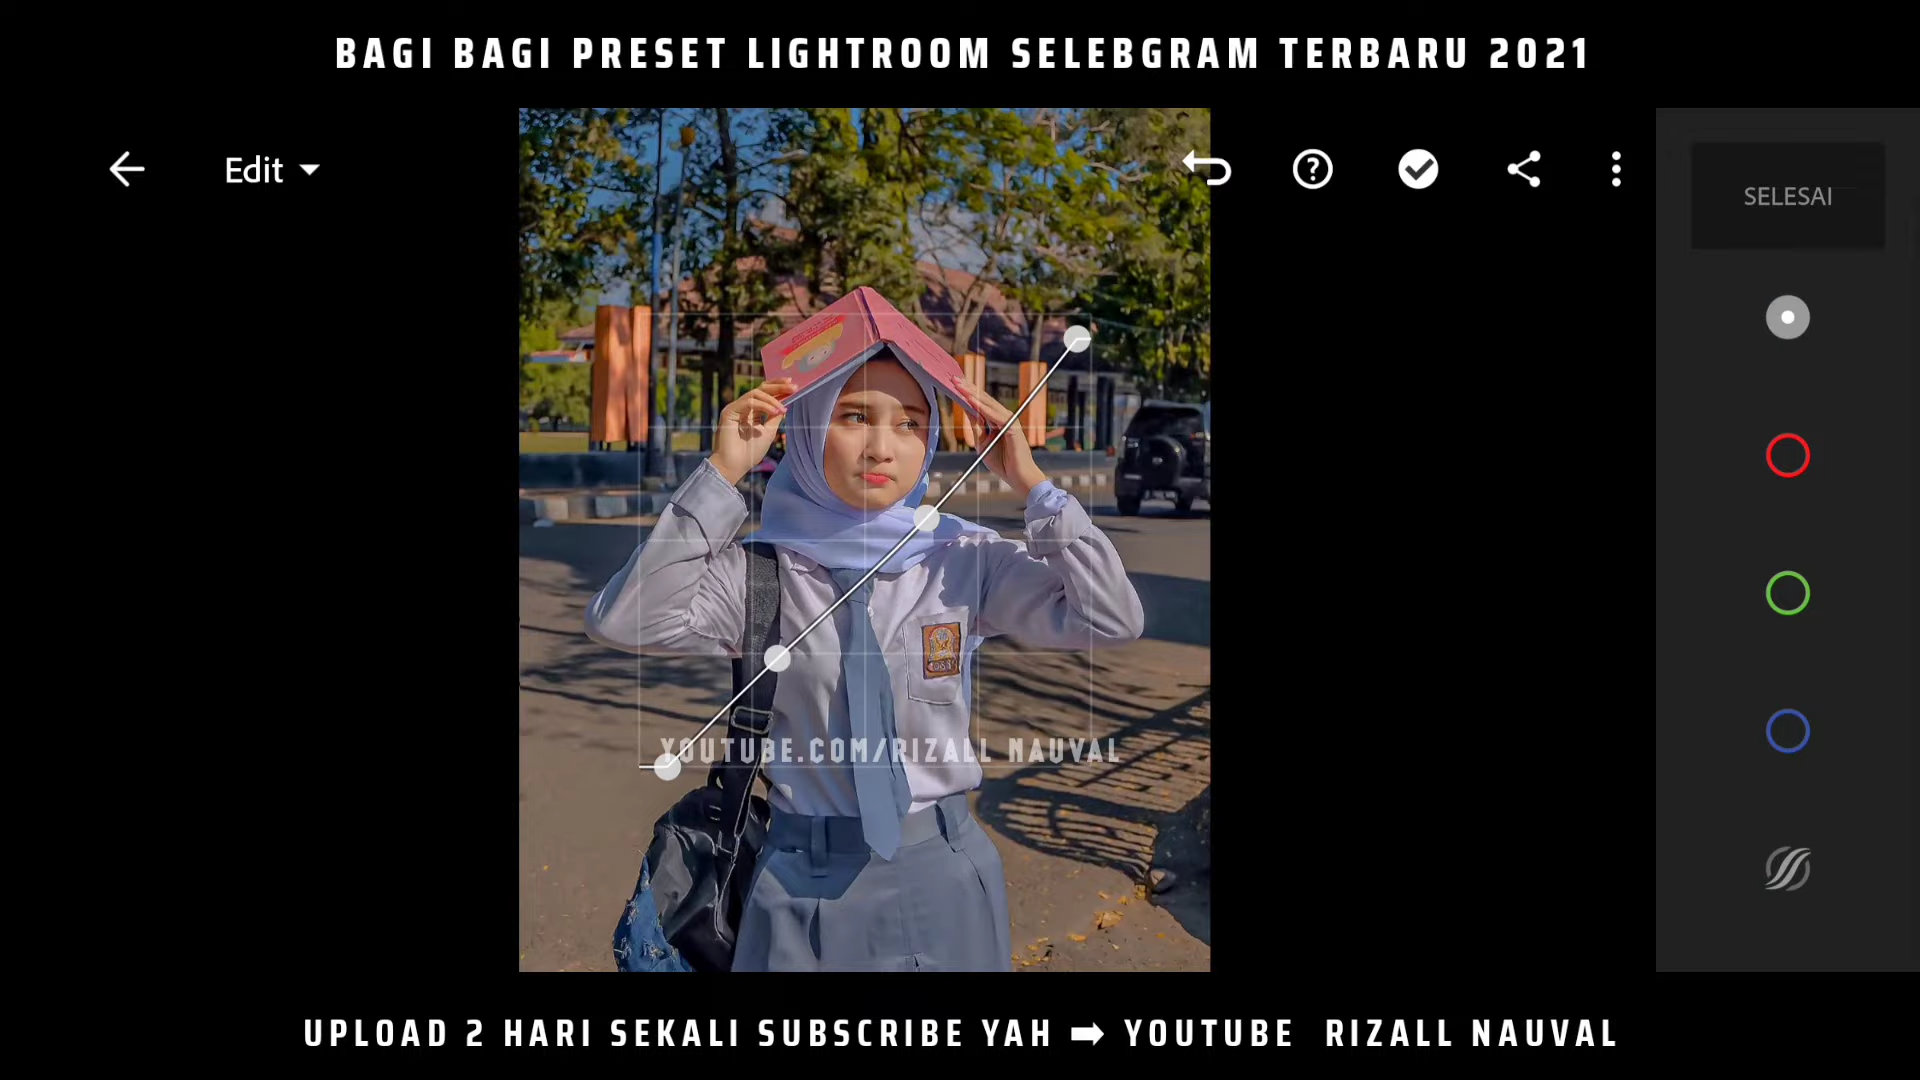 BAGI BAGI PRESET LIGHTROOM SELEBGRAM TERBARU 2021
Edit
SELESAI
YOUTUBE.COM/RIZALL NAUVAL
UPLOAD 2 HARI SEKALI SUBSCRIBE YAH ➡ YOUTUBE RIZALL NAUVAL